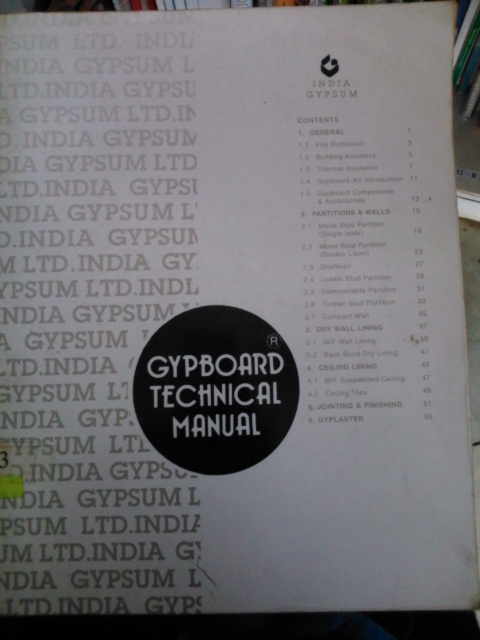 SUM LTD. INDIA
INDIA GYPSUM L
YPSUM LTD. INDI
INDIA GYPSU
A GYPSUM LTD.IN
D. INDIA GYPSUM
DIA GYPSUM LTD
LTD.INDIA GYPSU
INDIA GYPSUM L
D.INDIA GYPSUM
M LTD.INDIA GY
YPSUM LTD.INDI
INDIA GYPSUM
A GYPSUM
LTD.INDIA
GYPSUM L
INDIA GYP
GYPSUM LTD
D.INDIA GYPSU
NDIA GYPSUM L
PSUM LTD.INDIA
UM LTD.INDIA G
NDIA GYPSUM L
LTD.INDIA GYPS
3
GYPBOARD ®
TECHNICAL
MANUAL
INDIA
GYPSUM
CONTENTS
1. GENERAL 1
1.1 Fire Protection 3
1.2 Building Acoustics 5
1.3 Thermal Insulation 7
1.4 Gypboard-An Introduction 11
1.5 Gypboard Components
& Accessories 13
2. PARTITIONS & WALLS 15
2.1 Metal Stud Partition
(Single layer) 19
2.2 Metal Stud Partition
(Double Layer) 23
2.3 Shaftwall 27
2.4 Jumbo Stud Partition 29
2.5 Demountable Partition 31
2.6 Timber Stud Partition 33
2.7 Compact Wall 35
3. DRY WALL LINING 37
3.1 M/F Wall Lining 39
3.2 Back Bond Dry Lining 41
4. CEILING LINING 43
4.1 M/F Suspended Ceiling 47
4.2 Ceiling Tiles 49
5. JOINTING & FINISHING 51
6. GYPLASTER 55